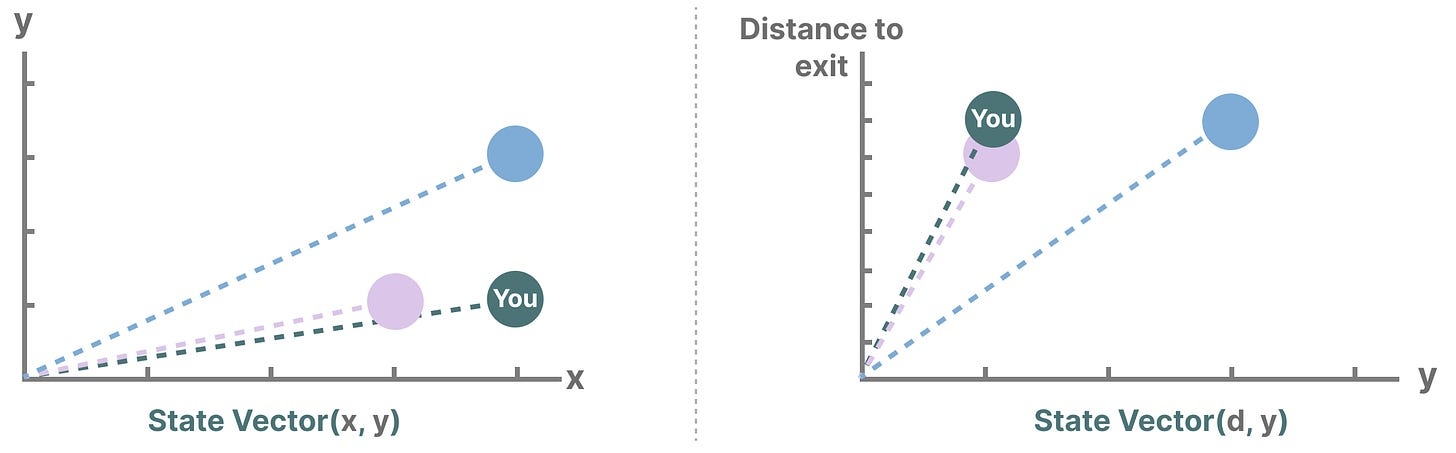 y
You
x
State Vector(x, y)
Distance to
exit
You
y
State Vector(d, y)